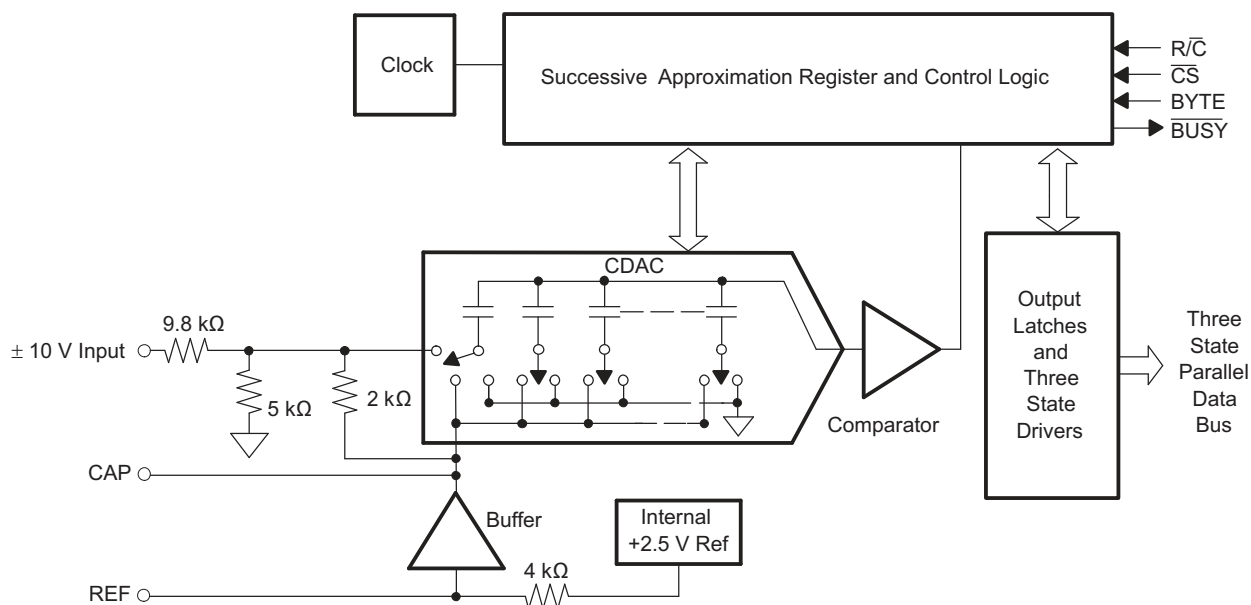 Clock
Successive Approximation Register and Control Logic
R/C̅
C̅S̅
BYTE
B̅U̅S̅Y̅
CDAC
9.8 kΩ
± 10 V Input
5 kΩ
2 kΩ
Comparator
Output
Latches
and
Three
State
Drivers
Three
State
Parallel
Data
Bus
CAP
Buffer
Internal
+2.5 V Ref
4 kΩ
REF